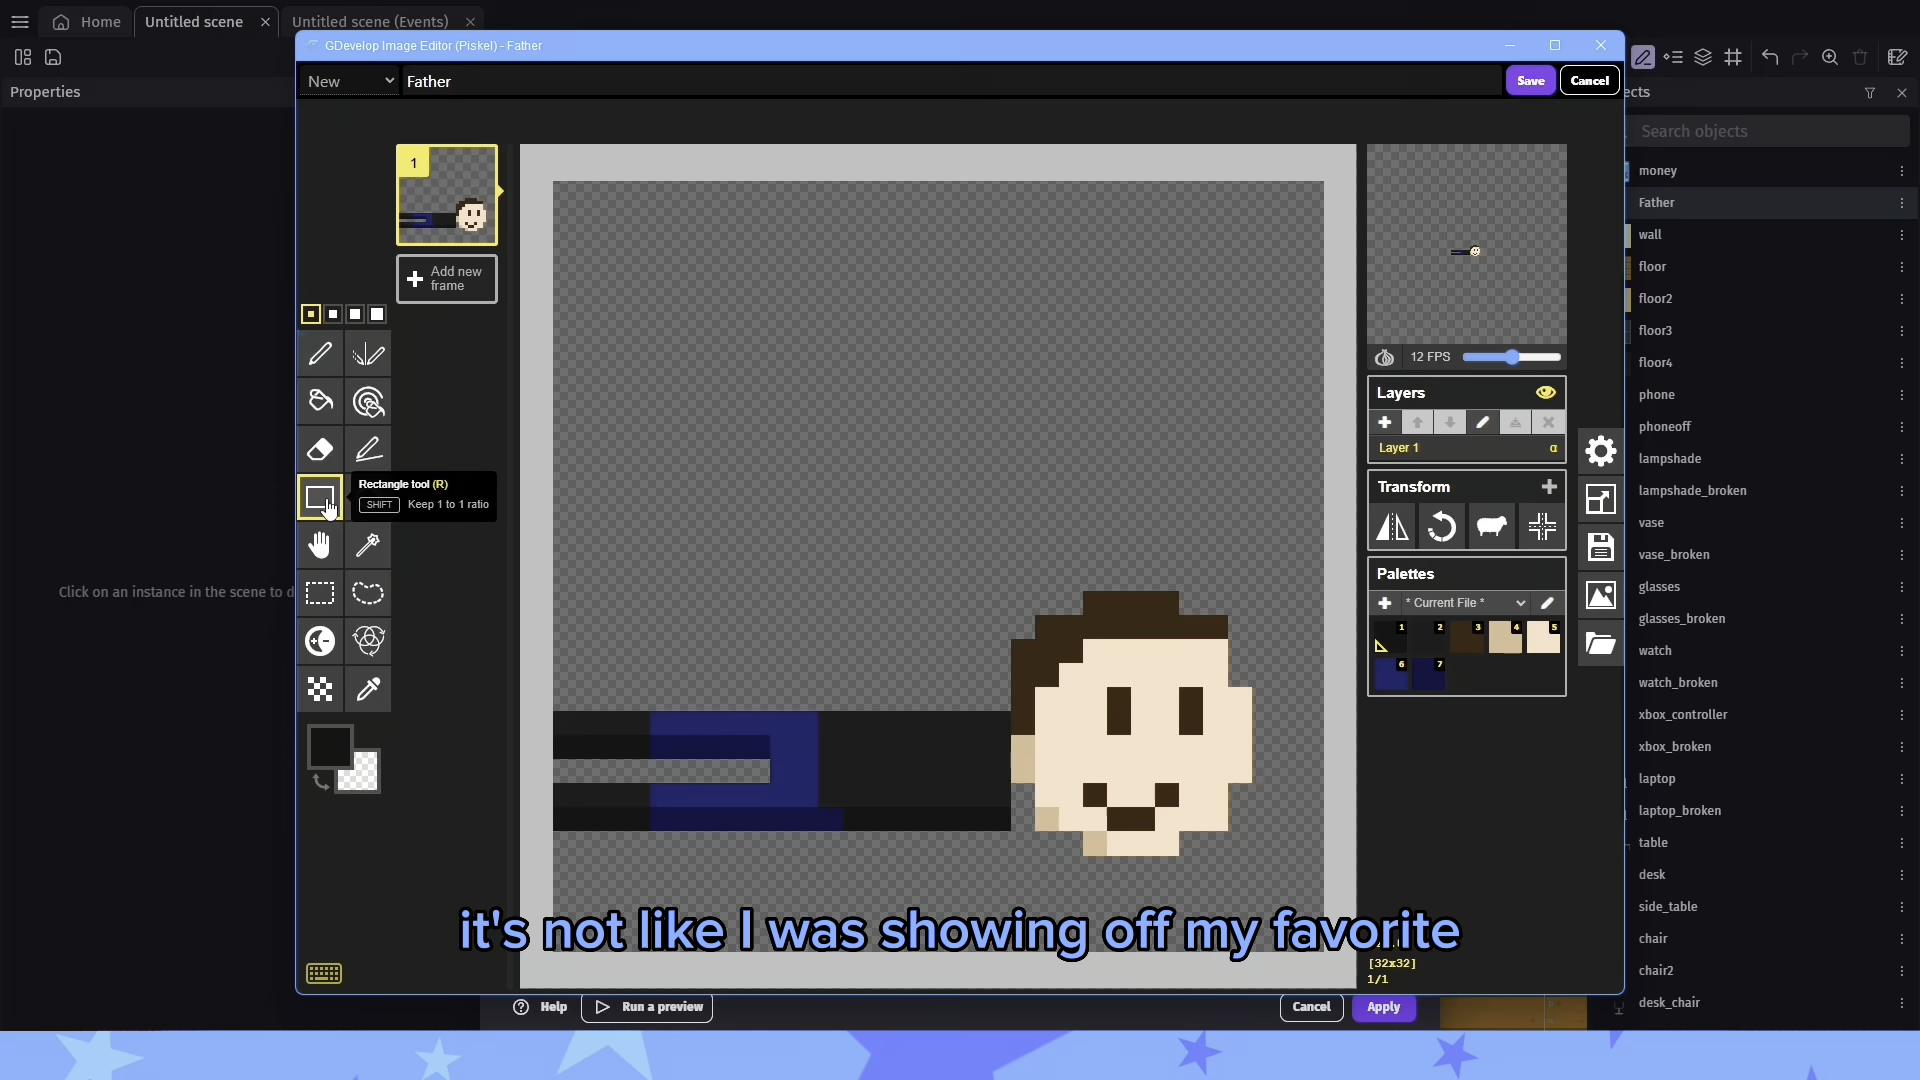 Home
Untitled scene
Untitled scene (Events)
GDevelop Image Editor (Piskel) - Father
New
Father
Save
Cancel
Properties
ects
Search objects
1
Add new
frame
12 FPS
Layers
Layer 1
α
Rectangle tool (R)
SHIFT Keep 1 to 1 ratio
Transform
Palettes
* Current File *
1
2
3
4
5
6
7
Click on an instance in the scene to d
money
Father
wall
floor
floor2
floor3
floor4
phone
phoneoff
lampshade
lampshade_broken
vase
vase_broken
glasses
glasses_broken
watch
watch_broken
xbox_controller
xbox_broken
laptop
laptop_broken
table
desk
side_table
chair
chair2
desk_chair
it's not like I was showing off my favorite
[32x32]
1/1
Help
Run a preview
Cancel
Apply